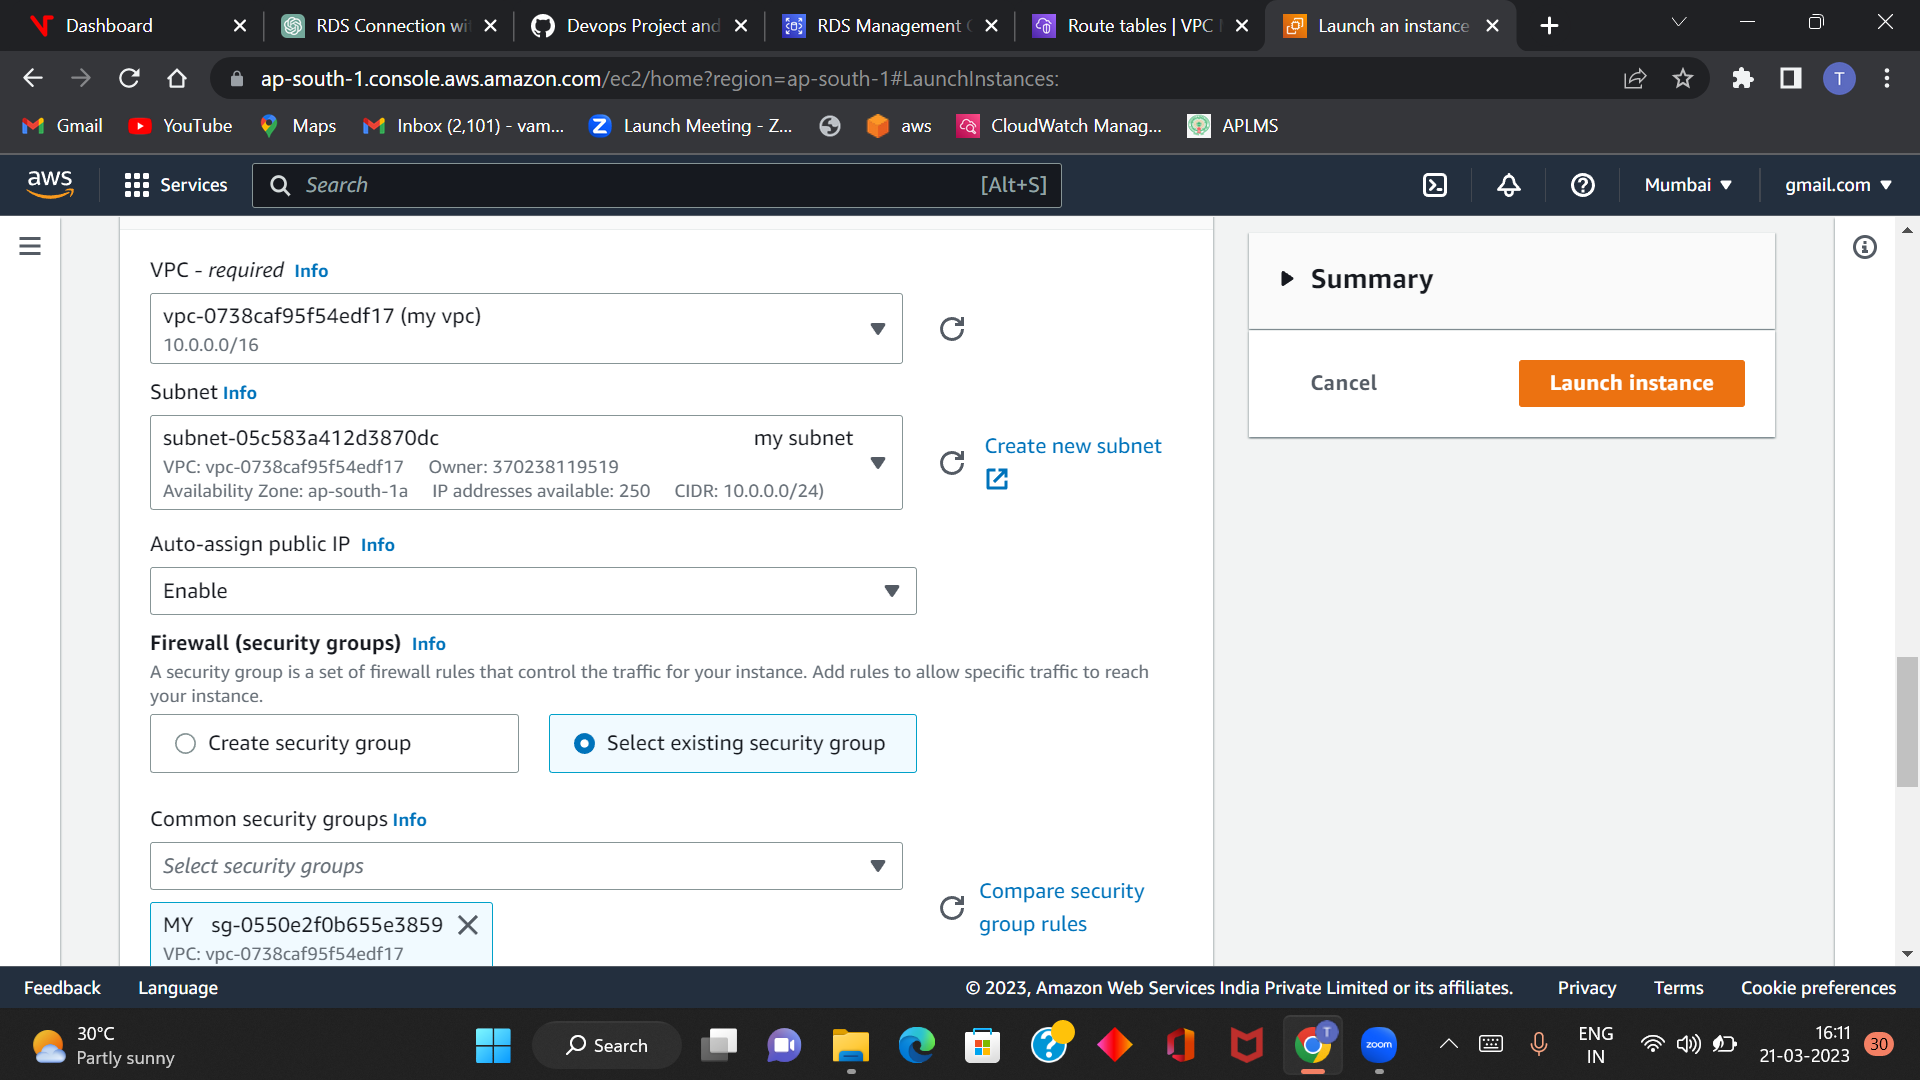 Dashboard
RDS Connection wi
Devops Project and
RDS Management
Route tables | VPC
Launch an instance
ap-south-1.console.aws.amazon.com/ec2/home?region=ap-south-1#LaunchInstances:
T
Gmail
YouTube
Maps
Inbox (2,101) - vam...
Launch Meeting - Z...
aws
CloudWatch Manag...
APLMS
aws
Services
Search
[Alt+S]
Mumbai
gmail.com
VPC - required Info
vpc-0738caf95f54edf17 (my vpc)
10.0.0.0/16
Subnet Info
subnet-05c583a412d3870dc my subnet
VPC: vpc-0738caf95f54edf17 Owner: 370238119519
Availability Zone: ap-south-1a IP addresses available: 250 CIDR: 10.0.0.0/24)
Create new subnet
Auto-assign public IP Info
Enable
Firewall (security groups) Info
A security group is a set of firewall rules that control the traffic for your instance. Add rules to allow specific traffic to reach
your instance.
Create security group
Select existing security group
Common security groups Info
Select security groups
Compare security
group rules
MY sg-0550e2f0b655e3859
VPC: vpc-0738caf95f54edf17
Summary
Cancel
Launch instance
Feedback
Language
© 2023, Amazon Web Services India Private Limited or its affiliates.
Privacy
Terms
Cookie preferences
30°C
Partly sunny
Search
T
zoom
ENG
IN
16:11
21-03-2023
30